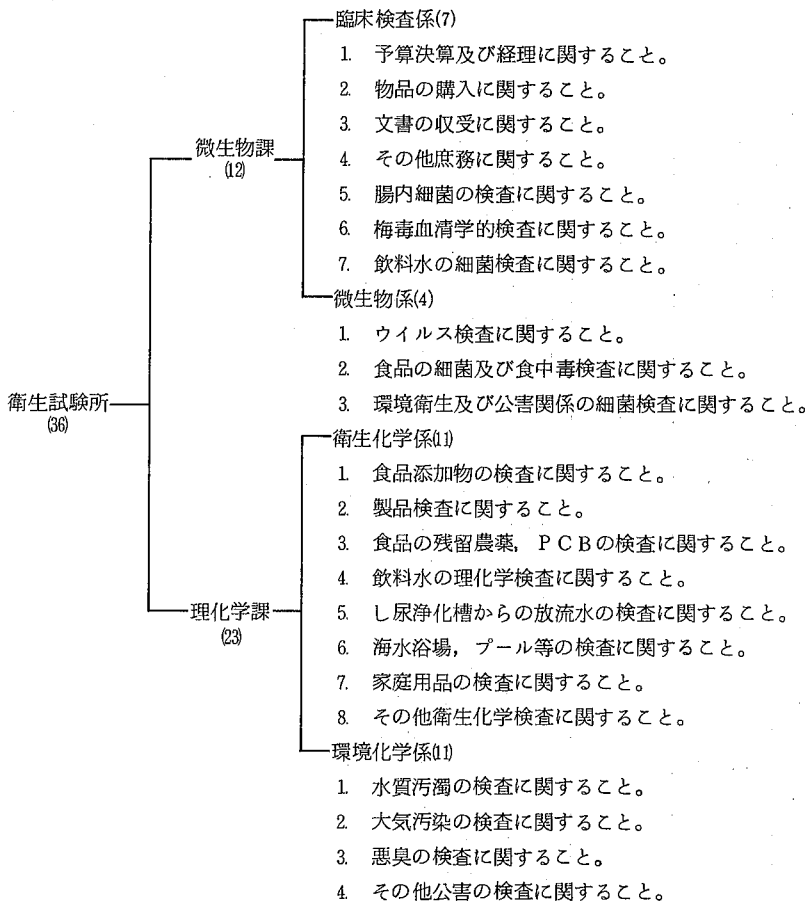 臨床検査係(7)
1. 予算決算及び経理に関すること。
2. 物品の購入に関すること。
3. 文書の収受に関すること。
4. その他庶務に関すること。
5. 腸内細菌の検査に関すること。
6. 梅毒血清学的検査に関すること。
7. 飲料水の細菌検査に関すること。
微生物課
(12)
微生物係(4)
1. ウイルス検査に関すること。
2. 食品の細菌及び食中毒検査に関すること。
3. 環境衛生及び公害関係の細菌検査に関すること。
衛生試験所
(36)
衛生化学係(11)
1. 食品添加物の検査に関すること。
2. 製品検査に関すること。
3. 食品の残留農薬，ＰＣＢの検査に関すること。
4. 飲料水の理化学検査に関すること。
5. し尿浄化槽からの放流水の検査に関すること。
6. 海水浴場，プール等の検査に関すること。
7. 家庭用品の検査に関すること。
8. その他衛生化学検査に関すること。
理化学課
(23)
環境化学係(11)
1. 水質汚濁の検査に関すること。
2. 大気汚染の検査に関すること。
3. 悪臭の検査に関すること。
4. その他公害の検査に関すること。